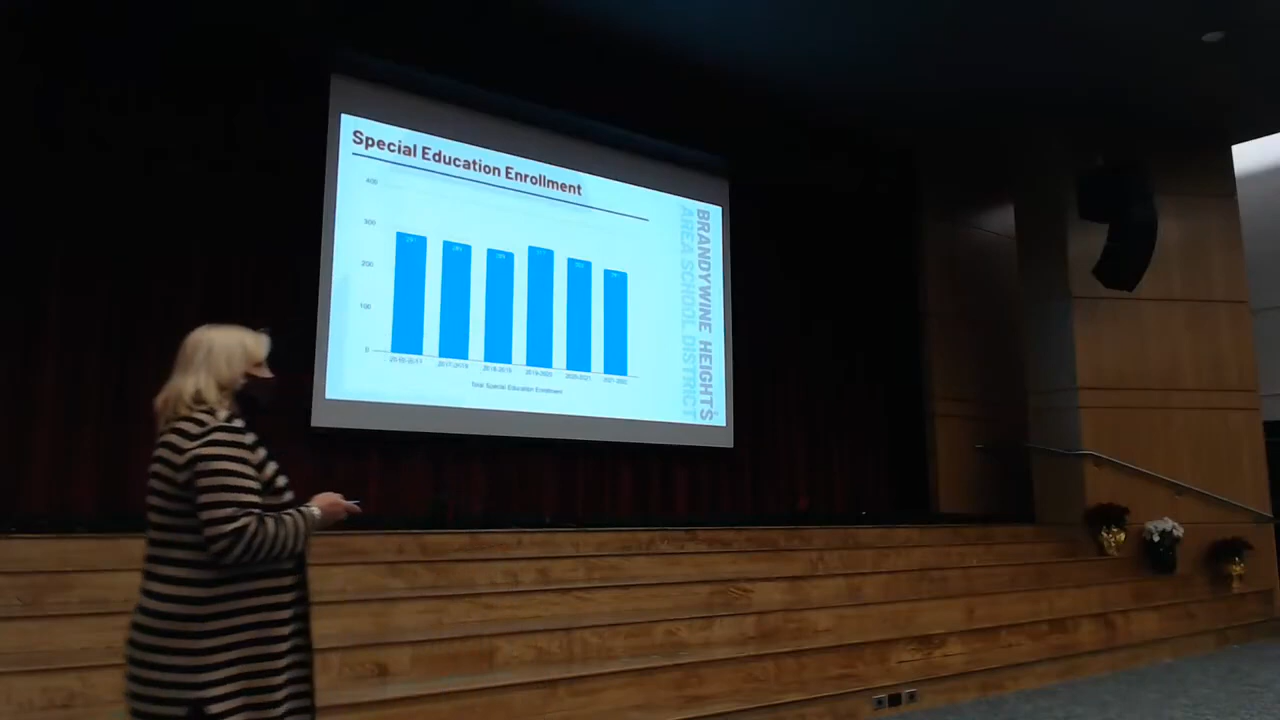 Special Education Enrollment
400
300
200
100
0
2016-2017
2017-2018
2018-2019
2019-2020
2020-2021
2021-2022
Total Special Education Enrollment
BRANDYWINE HEIGHTS
AREA SCHOOL DISTRICT